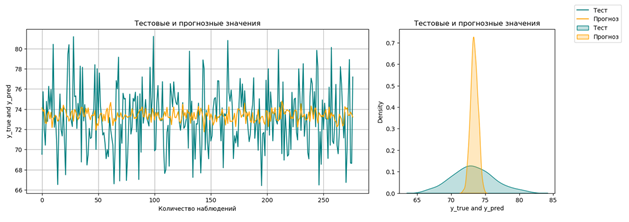 Тестовые и прогнозные значения
y_true and y_pred
80
78
76
74
72
70
68
66
0 50 100 150 200 250
Количество наблюдений
Тестовые и прогнозные значения
Density
0.7
0.6
0.5
0.4
0.3
0.2
0.1
0.0
65 70 75 80 85
y_true and y_pred
Тест
Прогноз
Тест
Прогноз